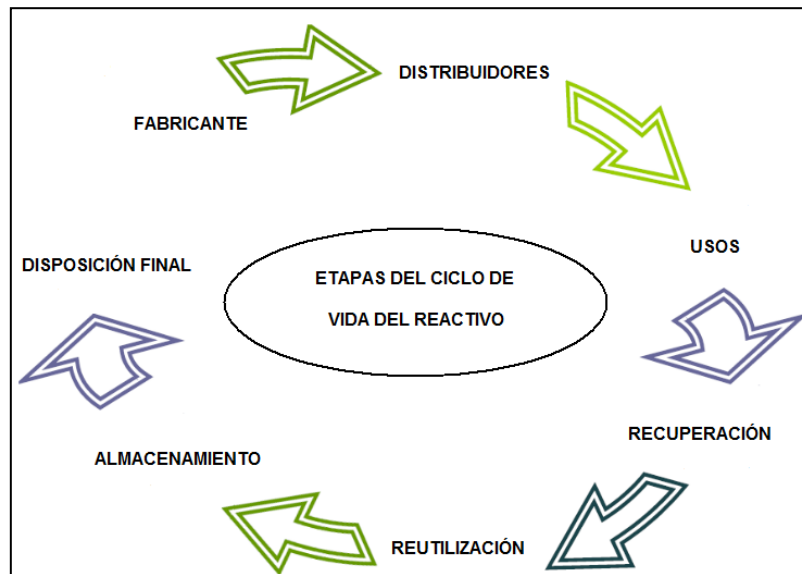 FABRICANTE
DISTRIBUIDORES
USOS
RECUPERACIÓN
REUTILIZACIÓN
ALMACENAMIENTO
DISPOSICIÓN FINAL
ETAPAS DEL CICLO DE
VIDA DEL REACTIVO